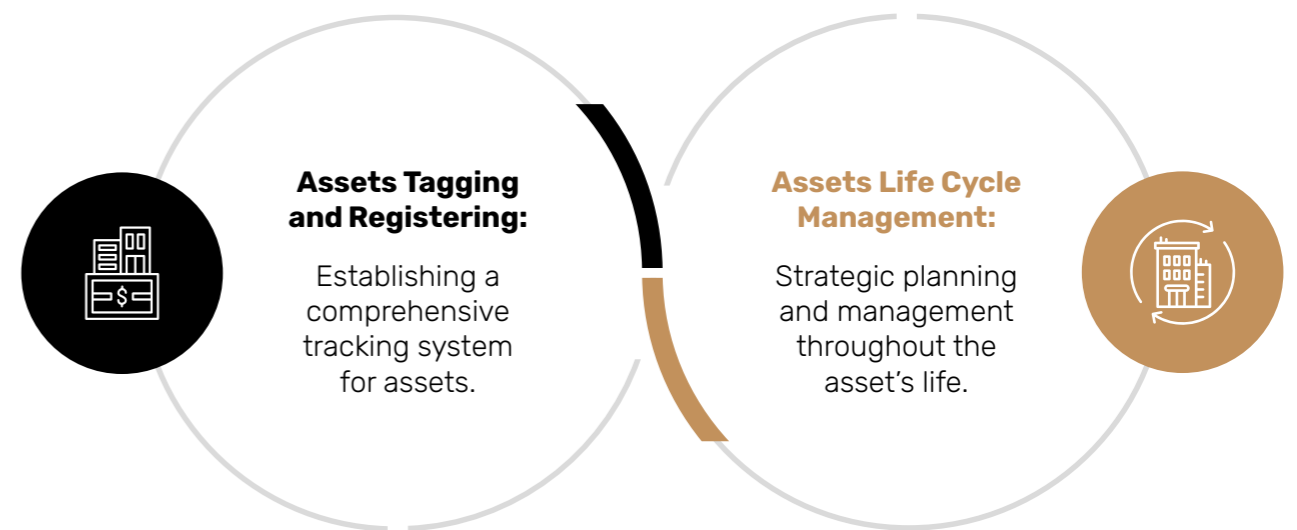 Assets Tagging
and Registering:
Establishing a
comprehensive
tracking system
for assets.
Assets Life Cycle
Management:
Strategic planning
and management
throughout the
asset’s life.
$